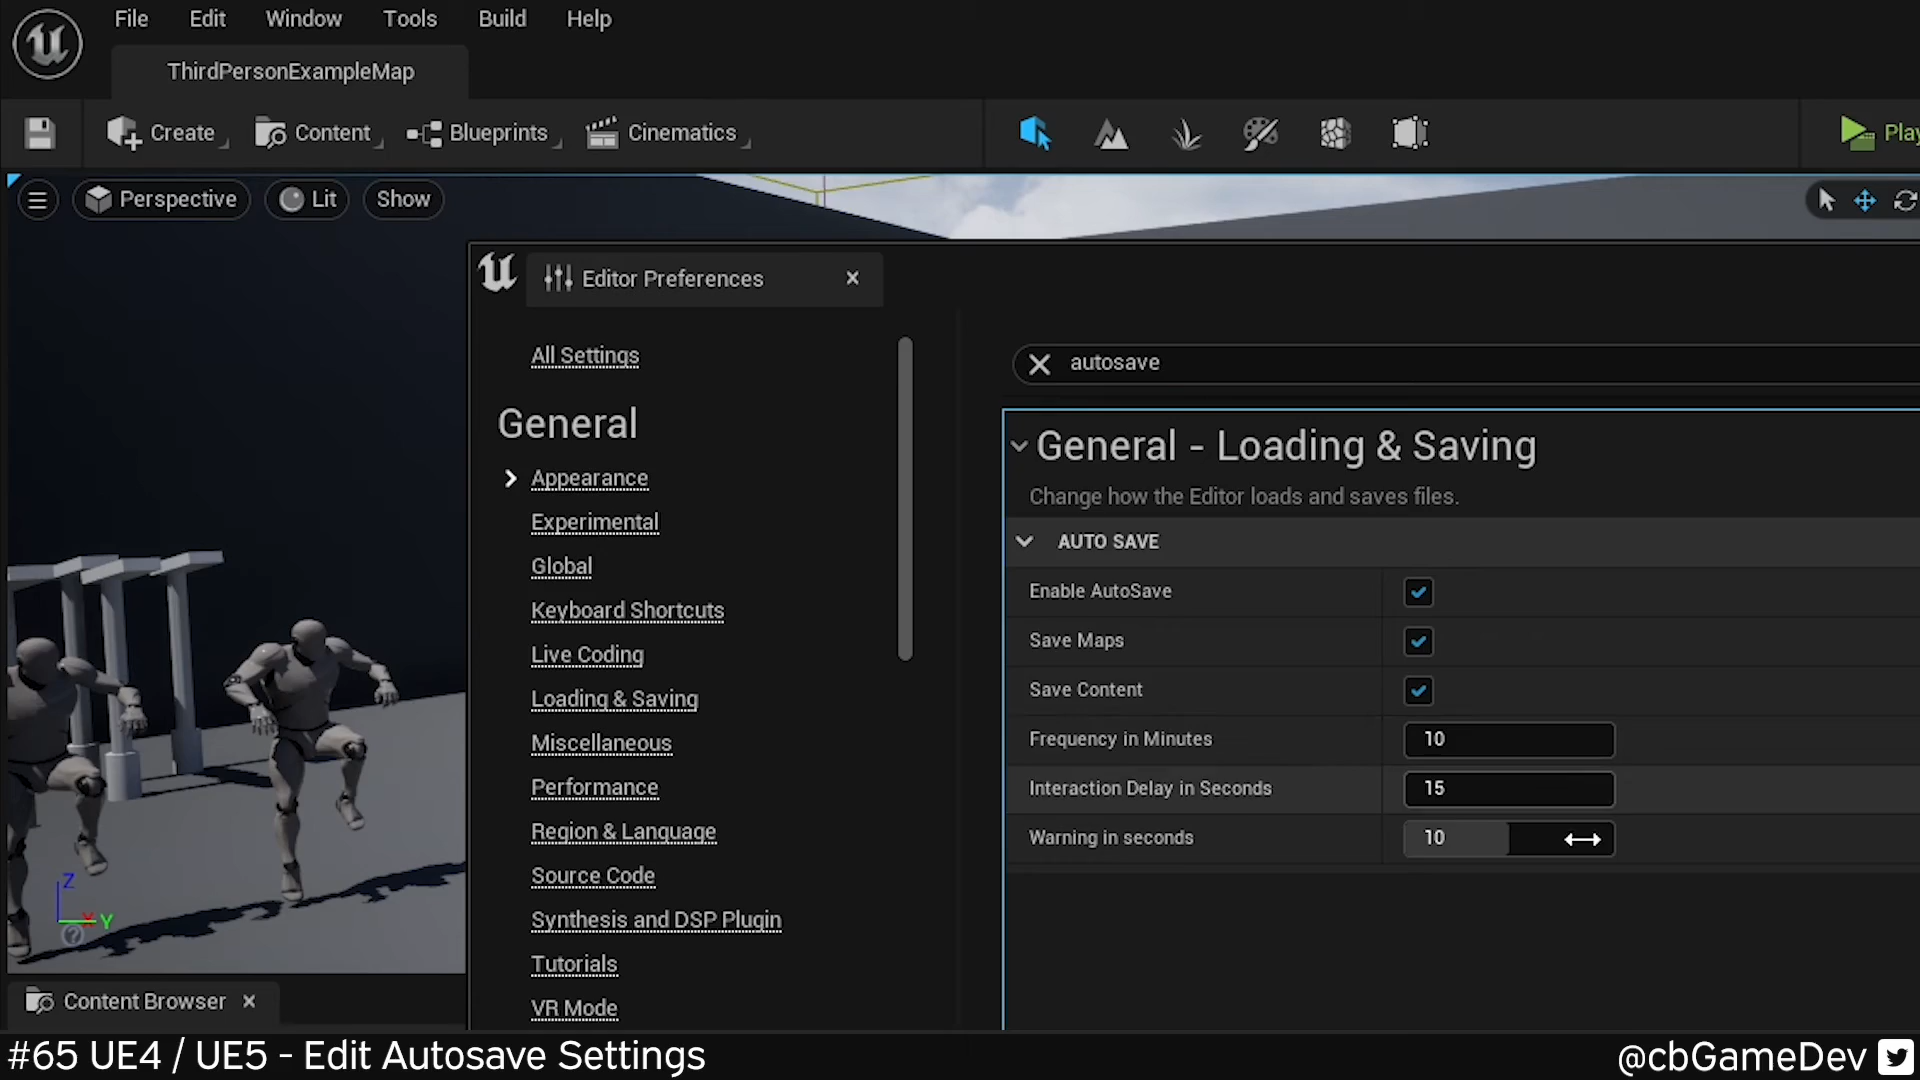 File Edit Window Tools Build Help
ThirdPersonExampleMap
Create Content Blueprints Cinematics
Perspective Lit Show
Editor Preferences
All Settings
autosave
General
Appearance
Experimental
Global
Keyboard Shortcuts
Live Coding
Loading & Saving
Miscellaneous
Performance
Region & Language
Source Code
Synthesis and DSP Plugin
Tutorials
VR Mode
General - Loading & Saving
Change how the Editor loads and saves files.
AUTO SAVE
Enable AutoSave
Save Maps
Save Content
Frequency in Minutes 10
Interaction Delay in Seconds 15
Warning in seconds 10
Z
X Y
Content Browser
#65 UE4 / UE5 - Edit Autosave Settings
@cbGameDev